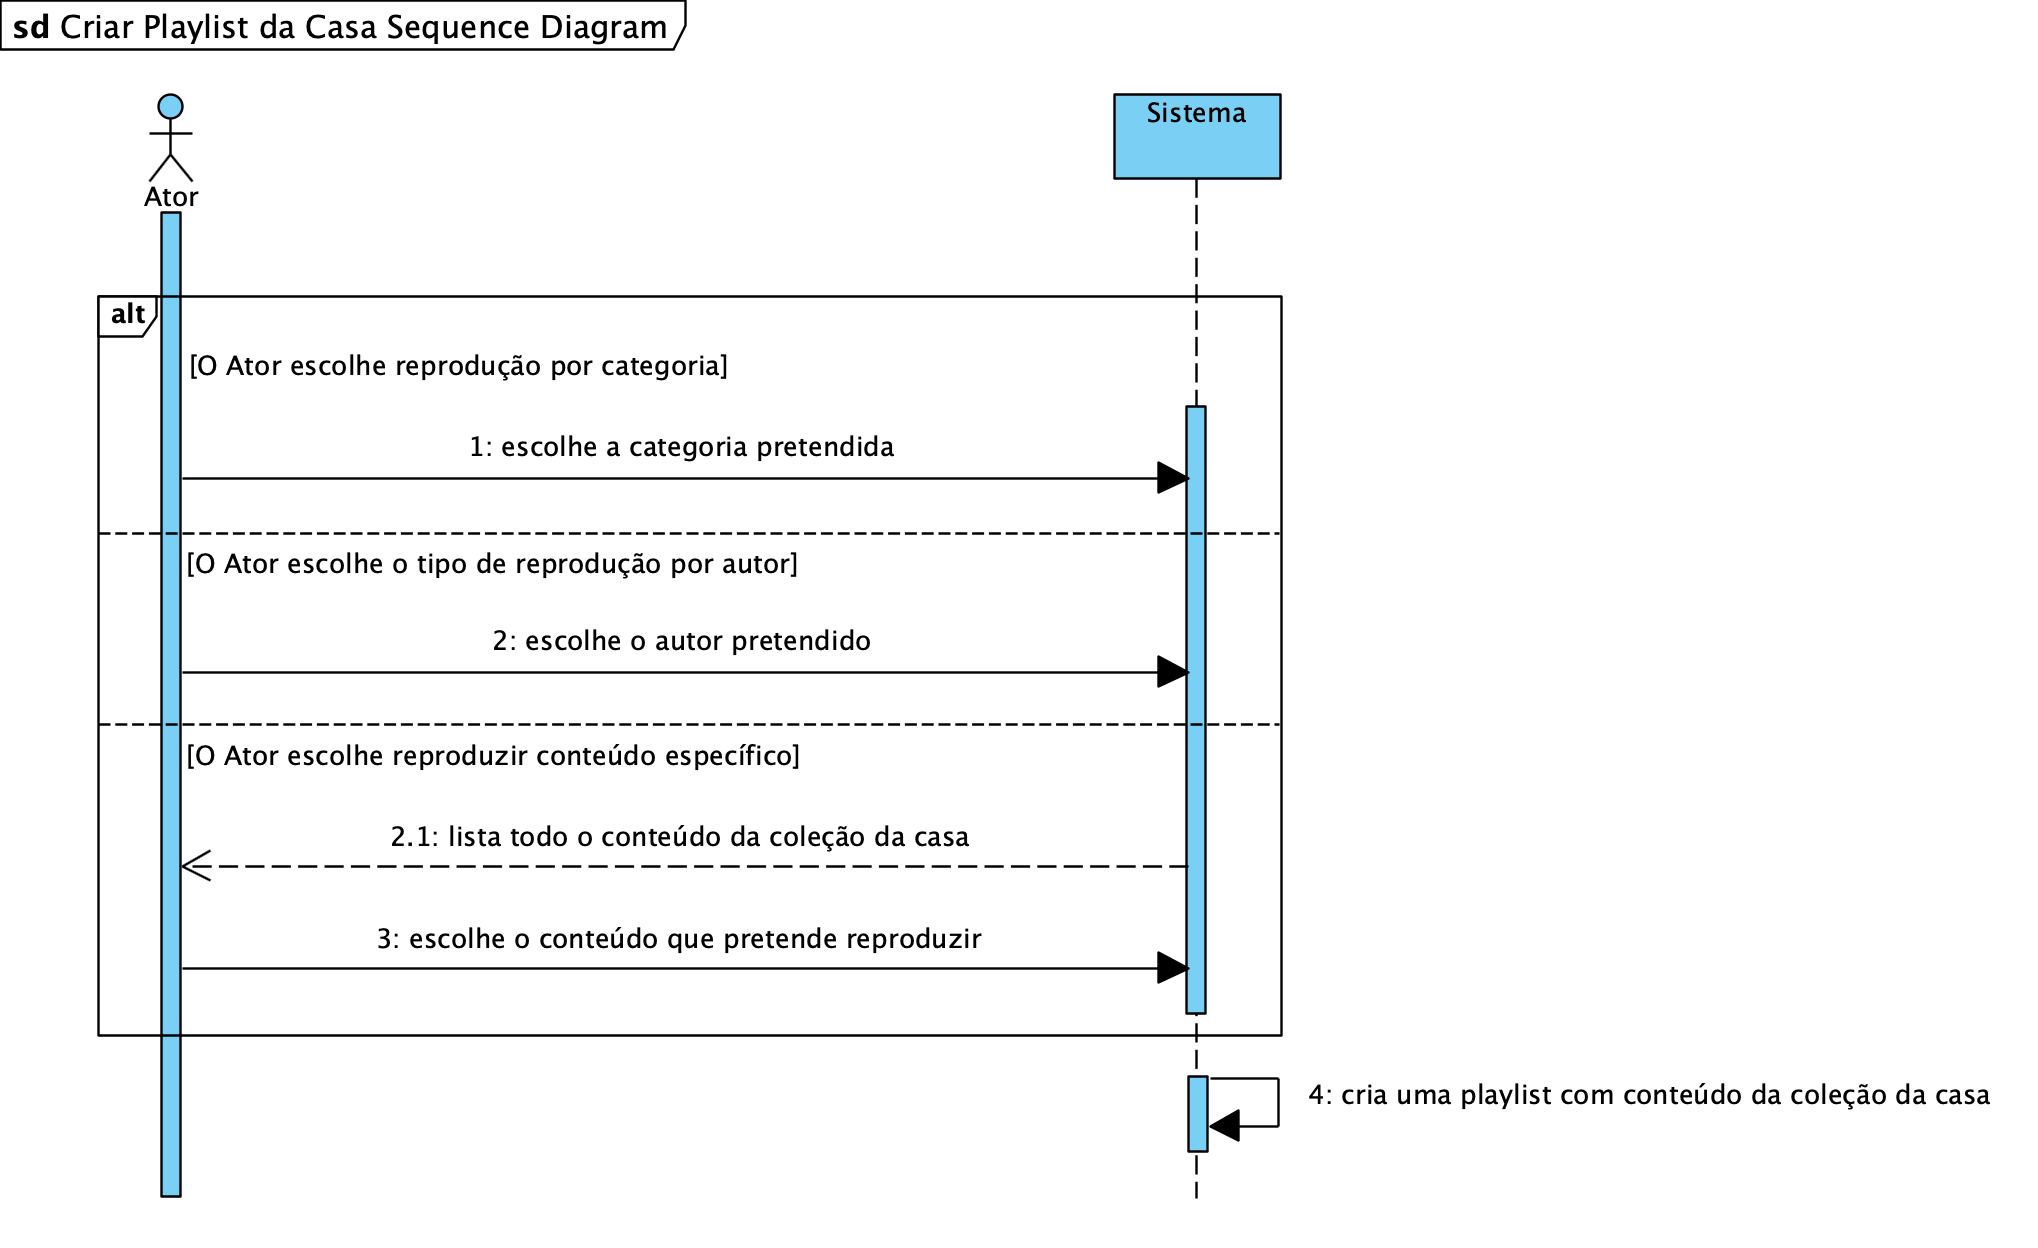 sd Criar Playlist da Casa Sequence Diagram
Sistema
Ator
alt
[O Ator escolhe reprodução por categoria]
1: escolhe a categoria pretendida
[O Ator escolhe o tipo de reprodução por autor]
2: escolhe o autor pretendido
[O Ator escolhe reproduzir conteúdo específico]
2.1: lista todo o conteúdo da coleção da casa
3: escolhe o conteúdo que pretende reproduzir
4: cria uma playlist com conteúdo da coleção da casa